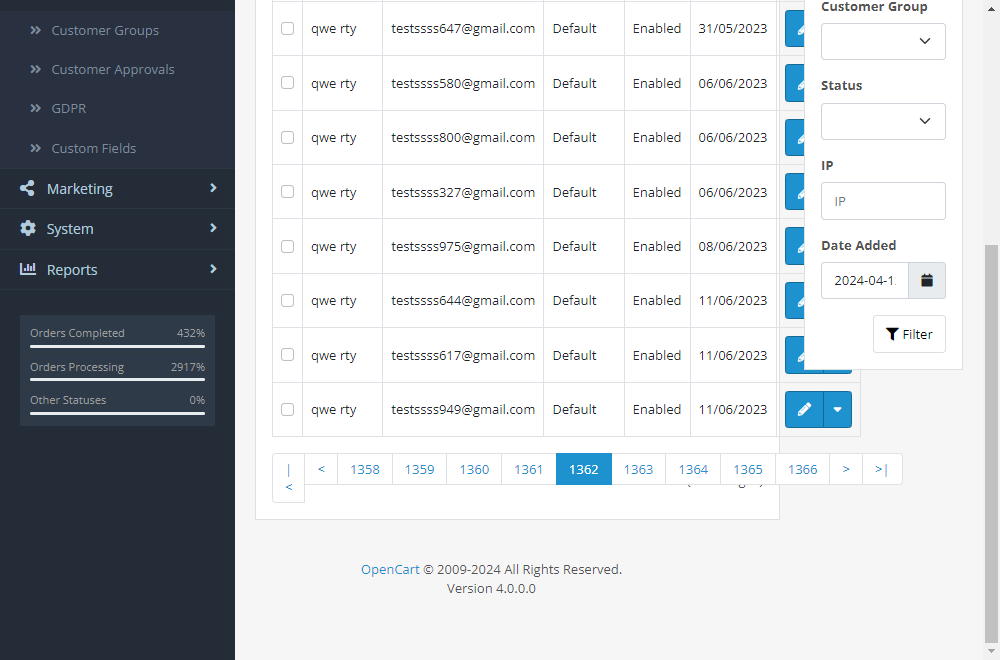 Customer Groups
Customer Approvals
GDPR
Custom Fields
Marketing
System
Reports
Orders Completed 432%
Orders Processing 2917%
Other Statuses 0%
qwe rty testssss647@gmail.com Default Enabled 31/05/2023
qwe rty testssss580@gmail.com Default Enabled 06/06/2023
qwe rty testssss800@gmail.com Default Enabled 06/06/2023
qwe rty testssss327@gmail.com Default Enabled 06/06/2023
qwe rty testssss975@gmail.com Default Enabled 08/06/2023
qwe rty testssss644@gmail.com Default Enabled 11/06/2023
qwe rty testssss617@gmail.com Default Enabled 11/06/2023
qwe rty testssss949@gmail.com Default Enabled 11/06/2023
|< < 1358 1359 1360 1361 1362 1363 1364 1365 1366 > >|
Customer Group
Status
IP
IP
Date Added
2024-04-1
Filter
OpenCart © 2009-2024 All Rights Reserved.
Version 4.0.0.0